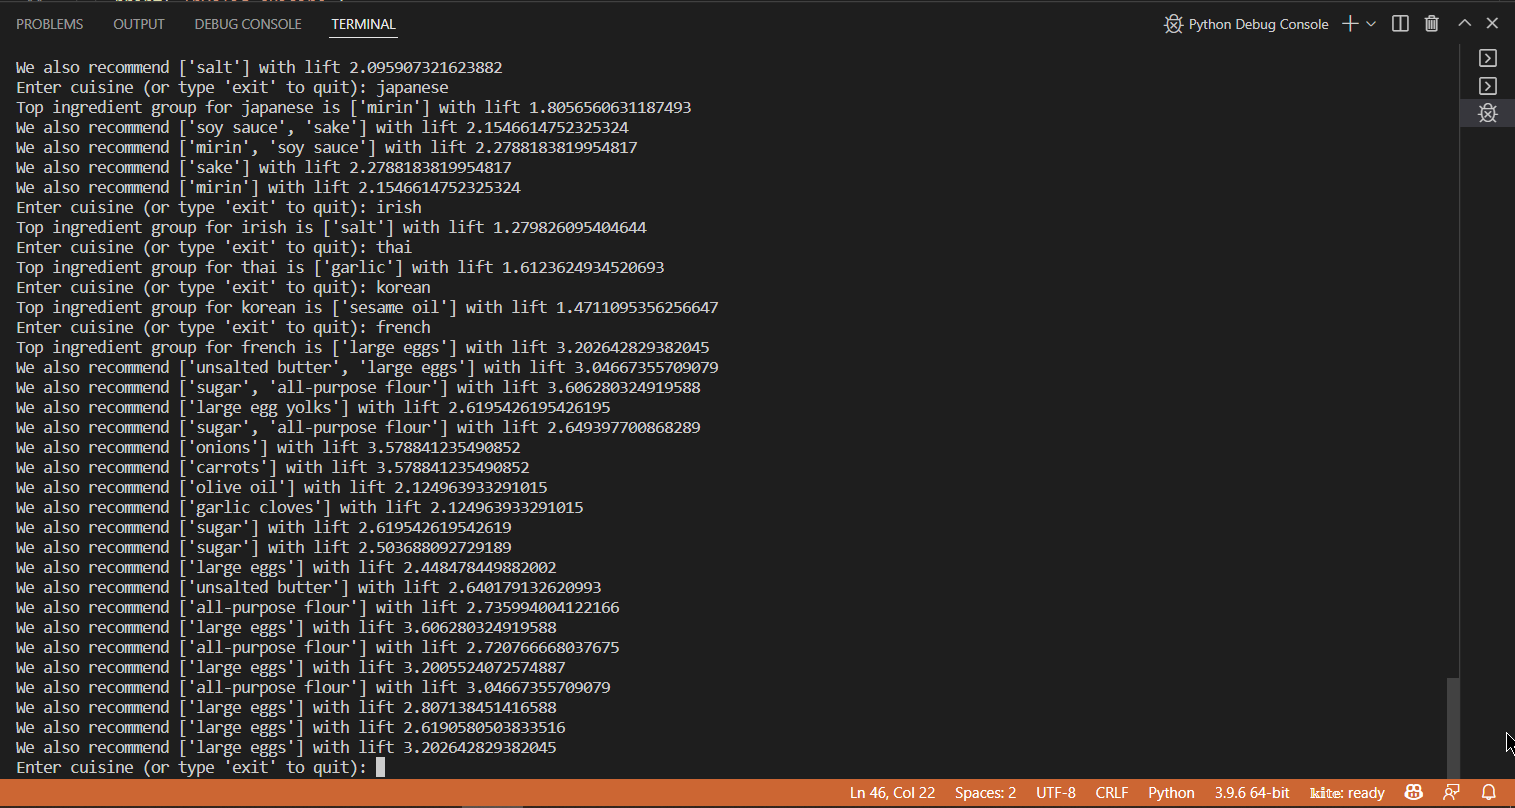 PROBLEMS OUTPUT DEBUG CONSOLE TERMINAL Python Debug Console
We also recommend ['salt'] with lift 2.095907321623882
Enter cuisine (or type 'exit' to quit): japanese
Top ingredient group for japanese is ['mirin'] with lift 1.8056560631187493
We also recommend ['soy sauce', 'sake'] with lift 2.1546614752325324
We also recommend ['mirin', 'soy sauce'] with lift 2.2788183819954817
We also recommend ['sake'] with lift 2.2788183819954817
We also recommend ['mirin'] with lift 2.1546614752325324
Enter cuisine (or type 'exit' to quit): irish
Top ingredient group for irish is ['salt'] with lift 1.279826095404644
Enter cuisine (or type 'exit' to quit): thai
Top ingredient group for thai is ['garlic'] with lift 1.6123624934520693
Enter cuisine (or type 'exit' to quit): korean
Top ingredient group for korean is ['sesame oil'] with lift 1.4711095356256647
Enter cuisine (or type 'exit' to quit): french
Top ingredient group for french is ['large eggs'] with lift 3.202642829382045
We also recommend ['unsalted butter', 'large eggs'] with lift 3.04667355709079
We also recommend ['sugar', 'all-purpose flour'] with lift 3.606280324919588
We also recommend ['large egg yolks'] with lift 2.6195426195426195
We also recommend ['sugar', 'all-purpose flour'] with lift 2.649397700868289
We also recommend ['onions'] with lift 3.578841235490852
We also recommend ['carrots'] with lift 3.578841235490852
We also recommend ['olive oil'] with lift 2.124963933291015
We also recommend ['garlic cloves'] with lift 2.124963933291015
We also recommend ['sugar'] with lift 2.619542619542619
We also recommend ['sugar'] with lift 2.503688092729189
We also recommend ['large eggs'] with lift 2.448478449882002
We also recommend ['unsalted butter'] with lift 2.640179132620993
We also recommend ['all-purpose flour'] with lift 2.735994004122166
We also recommend ['large eggs'] with lift 3.606280324919588
We also recommend ['all-purpose flour'] with lift 2.720766668037675
We also recommend ['large eggs'] with lift 3.2005524072574887
We also recommend ['all-purpose flour'] with lift 3.04667355709079
We also recommend ['large eggs'] with lift 2.807138451416588
We also recommend ['large eggs'] with lift 2.6190580503833516
We also recommend ['large eggs'] with lift 3.202642829382045
Enter cuisine (or type 'exit' to quit):
Ln 46, Col 22 Spaces: 2 UTF-8 CRLF Python 3.9.6 64-bit kite: ready